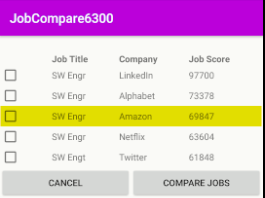 JobCompare6300
Job Title Company Job Score
SW Engr LinkedIn 97700
SW Engr Alphabet 73378
SW Engr Amazon 69847
SW Engr Netflix 63604
SW Engt Twitter 61848
CANCEL COMPARE JOBS